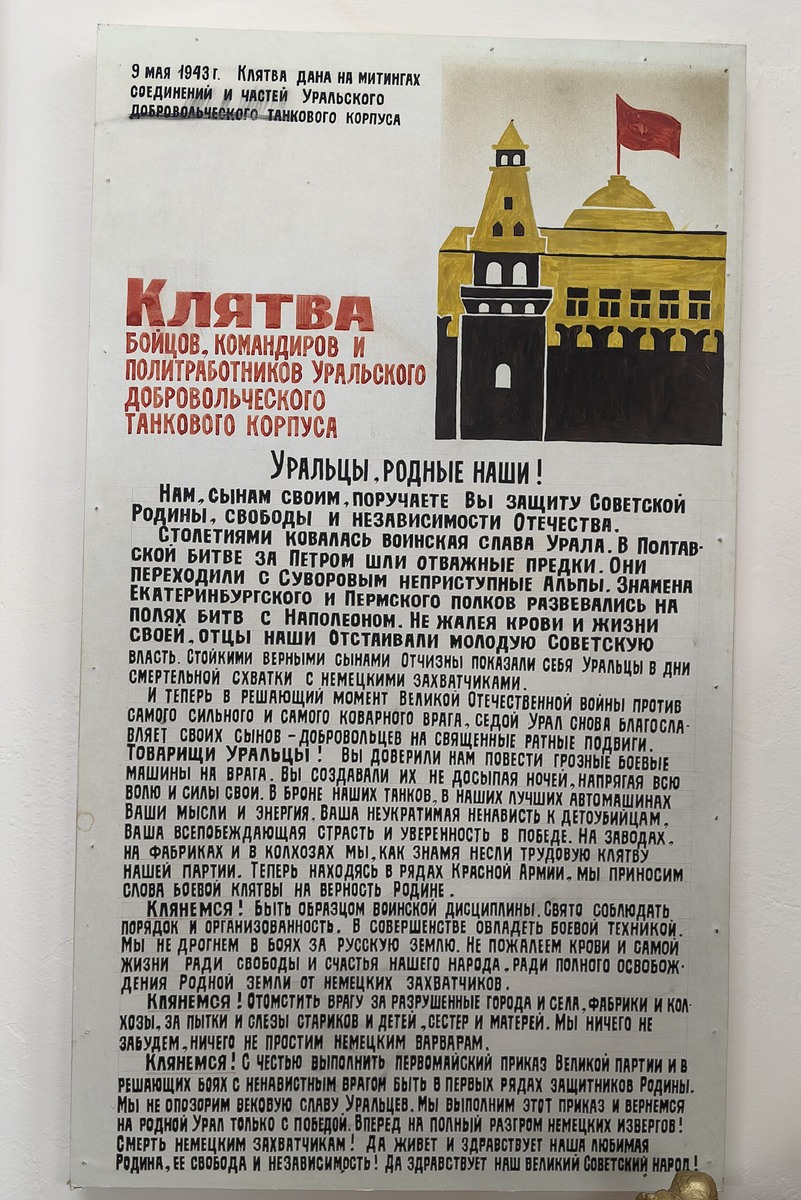 9 мая 1943 г. Клятва дана на митингах
соединений и частей Уральского
добровольческого танкового корпуса
Клятва
бойцов, командиров и
политработников Уральского
добровольческого
танкового корпуса
Уральцы, родные наши!
Нам, сынам своим, поручаете Вы защиту Советской
Родины, свободы и независимости Отечества.
Столетиями ковалась воинская слава Урала. В Полтав-
ской битве за Петром шли отважные предки. Они
переходили с Суворовым неприступные Альпы. Знамена
Екатеринбургского и Пермского полков развевались на
полях битв с Наполеоном. Не жалея крови и жизни
своей, отцы наши отстаивали молодую Советскую
власть. Стойкими верными сынами Отчизны показали себя Уральцы в дни
смертельной схватки с немецкими захватчиками.
И теперь в решающий момент Великой Отечественной войны против
самого сильного и самого коварного врага, седой Урал снова благосла-
вляет своих сынов - добровольцев на священные ратные подвиги.
Товарищи Уральцы! Вы доверили нам повести грозные боевые
машины на врага. Вы создавали их не досыпая ночей, напрягая всю
волю и силы свои. В броне наших танков, в наших лучших автомашинах
Ваши мысли и энергия. Ваша неукратимая ненависть к детоубийцам,
Ваша всепобеждающая страсть и уверенность в победе. На заводах,
на фабриках и в колхозах мы, как знамя несли трудовую клятву
нашей партии. Теперь находясь в рядах Красной Армии, мы приносим
слова боевой клятвы на верность Родине.
Клянемся! Быть образцом воинской дисциплины. Свято соблюдать
порядок и организованность. В совершенстве овладеть боевой техникой.
Мы не дрогнем в боях за русскую землю. Не пожалеем крови и самой
жизни ради свободы и счастья нашего народа, ради полного освобож-
дения Родной земли от немецких захватчиков.
Клянемся! Отомстить врагу за разрушенные города и села, фабрики и кол-
хозы, за пытки и слезы стариков и детей, сестер и матерей. Мы ничего не
забудем, ничего не простим немецким варварам.
Клянемся! С честью выполнить первомайский приказ Великой партии и в
решающих боях с ненавистным врагом быть в первых рядах защитников Родины.
Мы не опозорим вековую славу Уральцев. Мы выполним этот приказ и вернемся
на родной Урал только с победой. Вперед на полный разгром немецких извергов!
Смерть немецким захватчикам! Да живет и здравствует наша любимая
Родина, ее свобода и независимость! Да здравствует наш великий Советский народ!